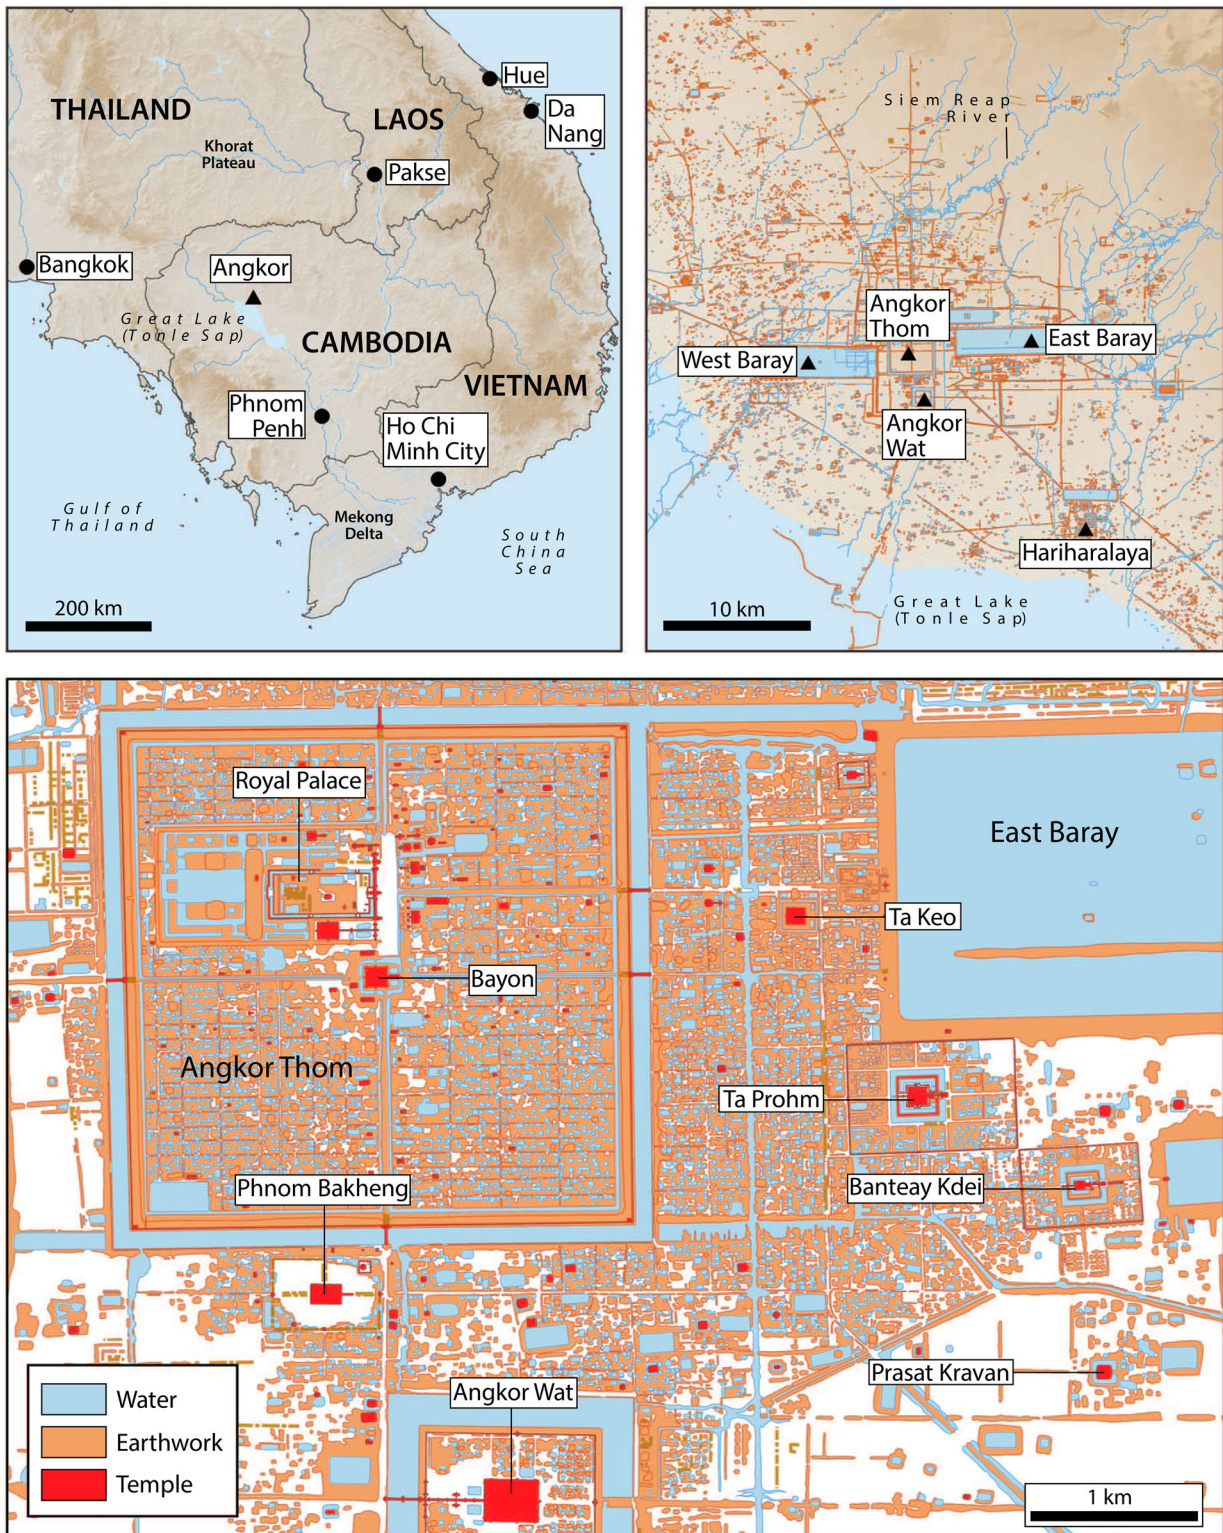 THAILAND
Khorat
Plateau
LAOS
Hue
Da
Nang
Pakse
Bangkok
Angkor
Great Lake
(Tonle Sap)
CAMBODIA
VIETNAM
Phnom
Penh
Ho Chi
Minh City
Gulf of
Thailand
Mekong
Delta
South
China
Sea
200 km
Siem Reap
River
Angkor
Thom
East Baray
West Baray
Angkor
Wat
Hariharalaya
Great Lake
(Tonle Sap)
10 km
Royal Palace
East Baray
Ta Keo
Bayon
Angkor Thom
Ta Prohm
Phnom Bakheng
Banteay Kdei
Prasat Kravan
Angkor Wat
Water
Earthwork
Temple
1 km